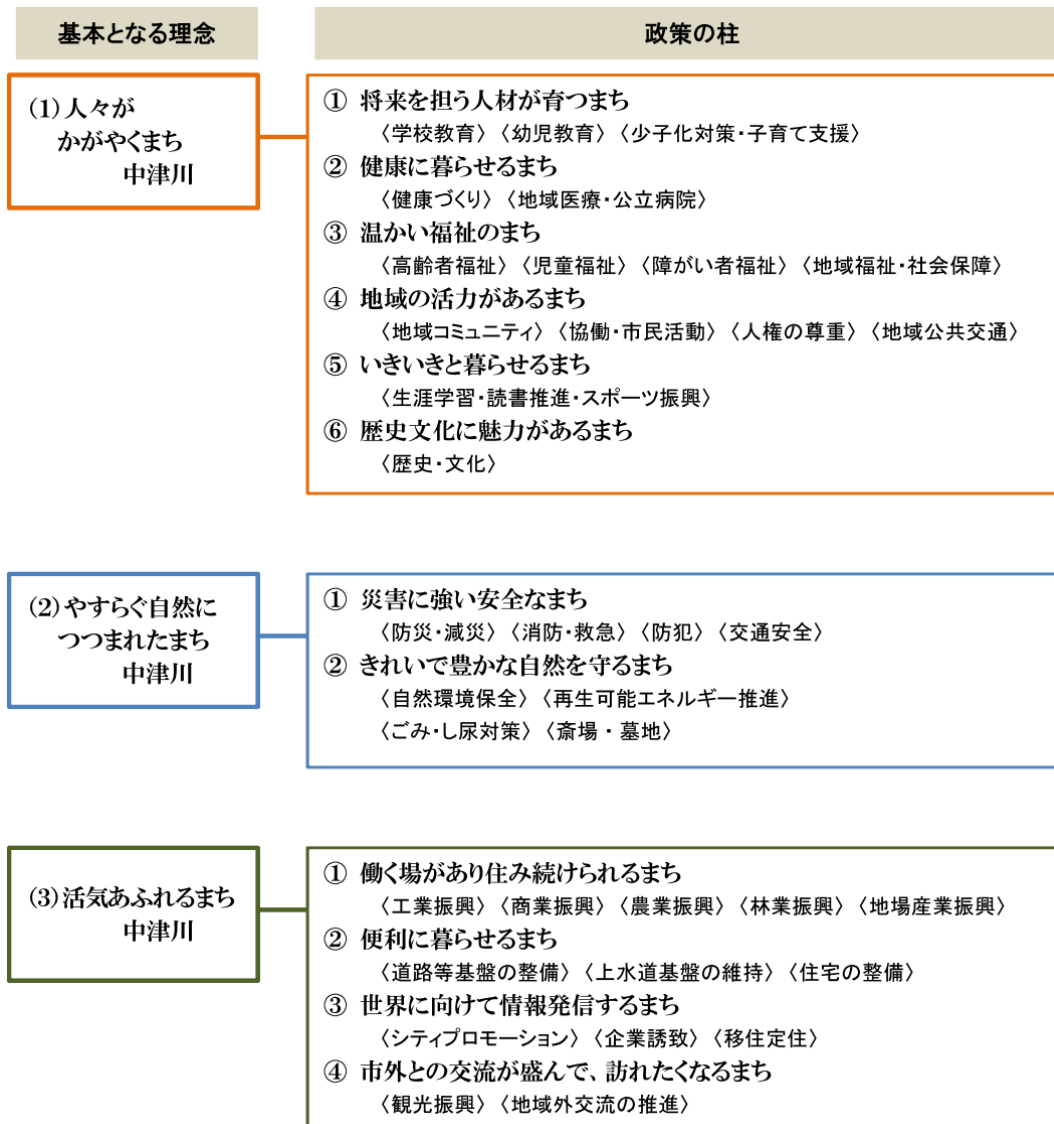 基本となる理念
政策の柱
(1)人々が
かがやくまち
中津川
① 将来を担う人材が育つまち
〈学校教育〉〈幼児教育〉〈少子化対策・子育て支援〉
② 健康に暮らせるまち
〈健康づくり〉〈地域医療・公立病院〉
③ 温かい福祉のまち
〈高齢者福祉〉〈児童福祉〉〈障がい者福祉〉〈地域福祉・社会保障〉
④ 地域の活力があるまち
〈地域コミュニティ〉〈協働・市民活動〉〈人権の尊重〉〈地域公共交通〉
⑤ いきいきと暮らせるまち
〈生涯学習・読書推進・スポーツ振興〉
⑥ 歴史文化に魅力があるまち
〈歴史・文化〉
(2)やすらぐ自然に
つつまれたまち
中津川
① 災害に強い安全なまち
〈防災・減災〉〈消防・救急〉〈防犯〉〈交通安全〉
② きれいで豊かな自然を守るまち
〈自然環境保全〉〈再生可能エネルギー推進〉
〈ごみ・し尿対策〉〈斎場 ・ 墓地〉
(3)活気あふれるまち
中津川
① 働く場があり住み続けられるまち
〈工業振興〉〈商業振興〉〈農業振興〉〈林業振興〉〈地場産業振興〉
② 便利に暮らせるまち
〈道路等基盤の整備〉〈上水道基盤の維持〉〈住宅の整備〉
③ 世界に向けて情報発信するまち
〈シティプロモーション〉〈企業誘致〉〈移住定住〉
④ 市外との交流が盛んで、訪れたくなるまち
〈観光振興〉〈地域外交流の推進〉